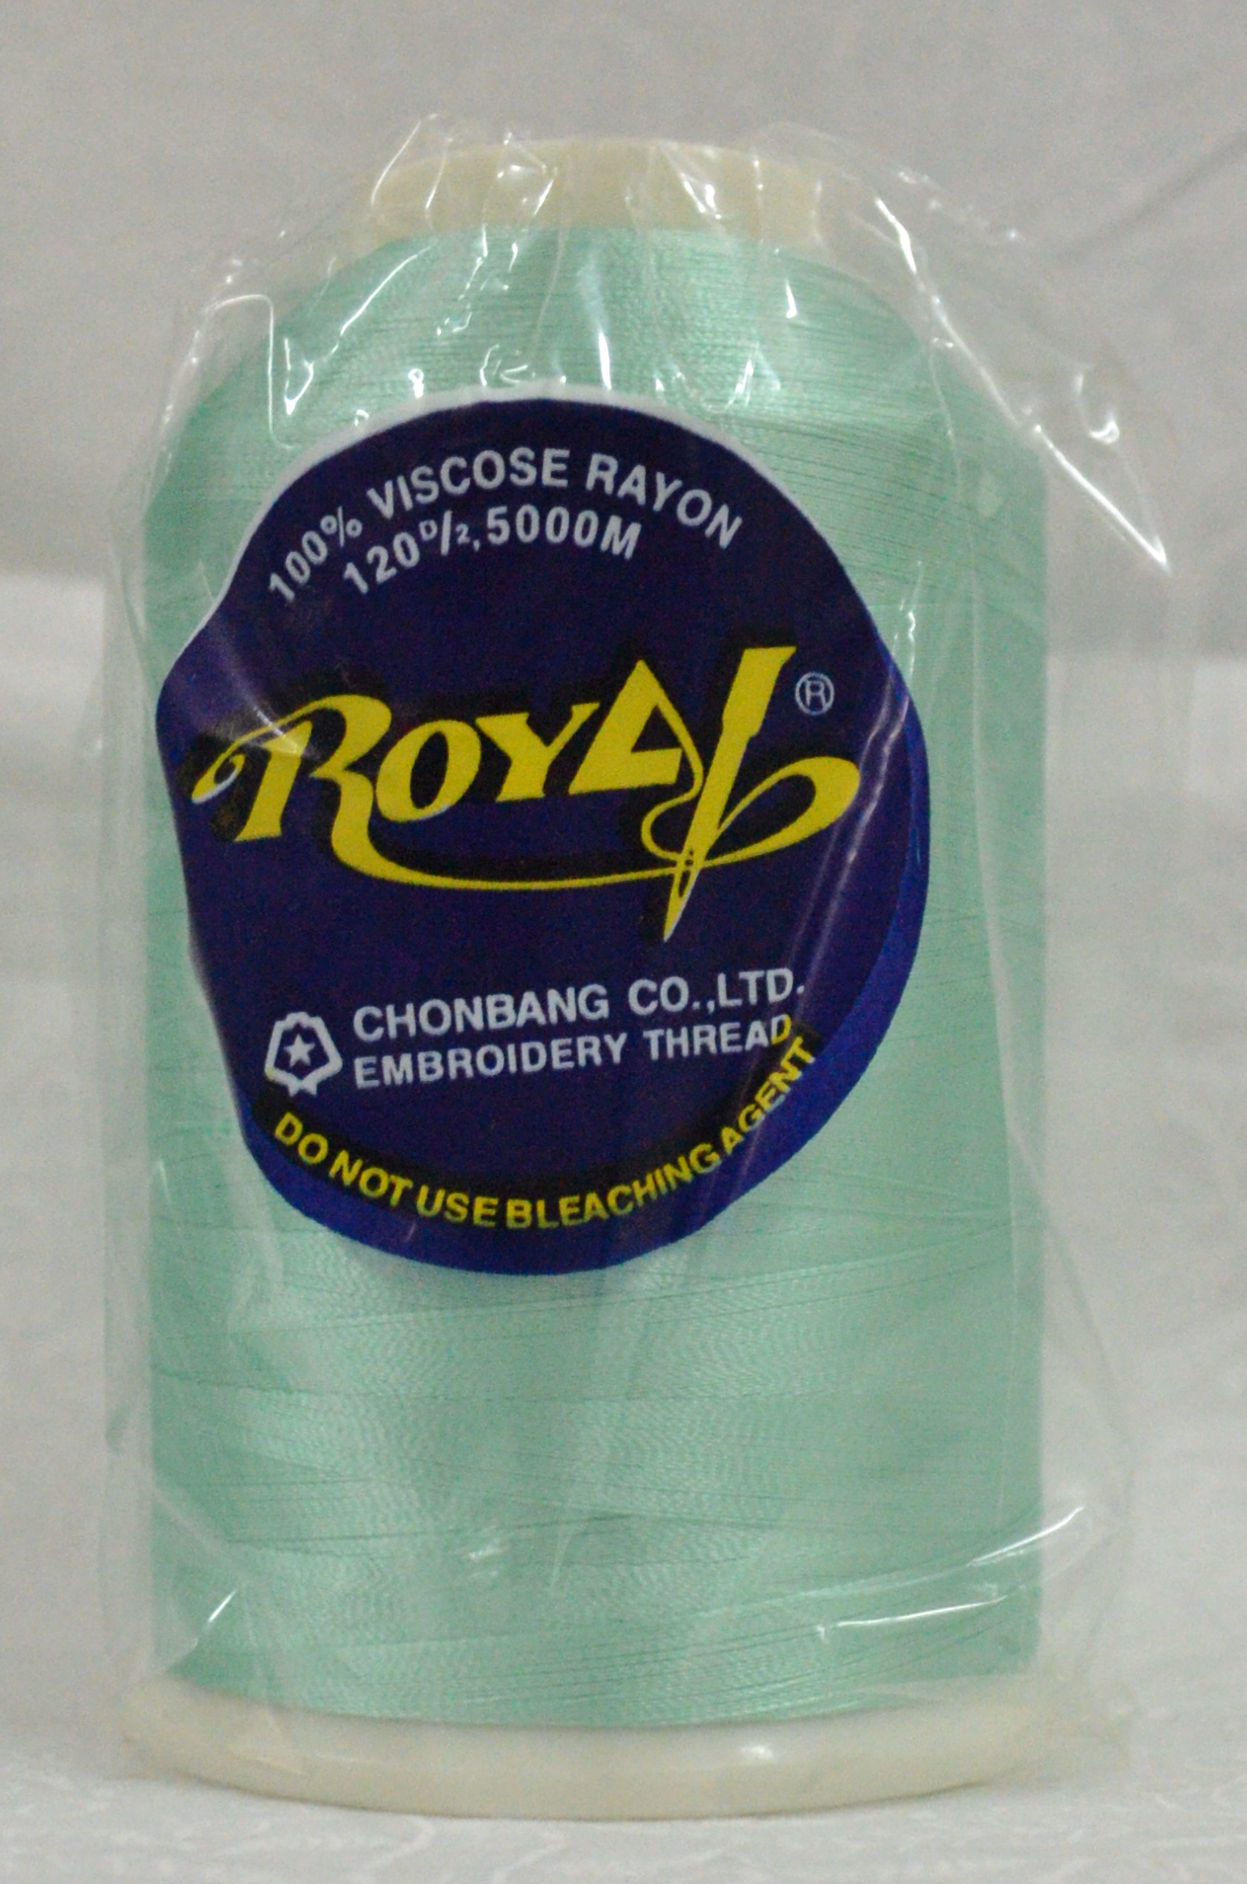 100% VISCOSE RAYON
120ᴰ/₂,5000M
ROYAL ®
CHONBANG CO.,LTD.
EMBROIDERY THREAD
DO NOT USE BLEACHING AGENT